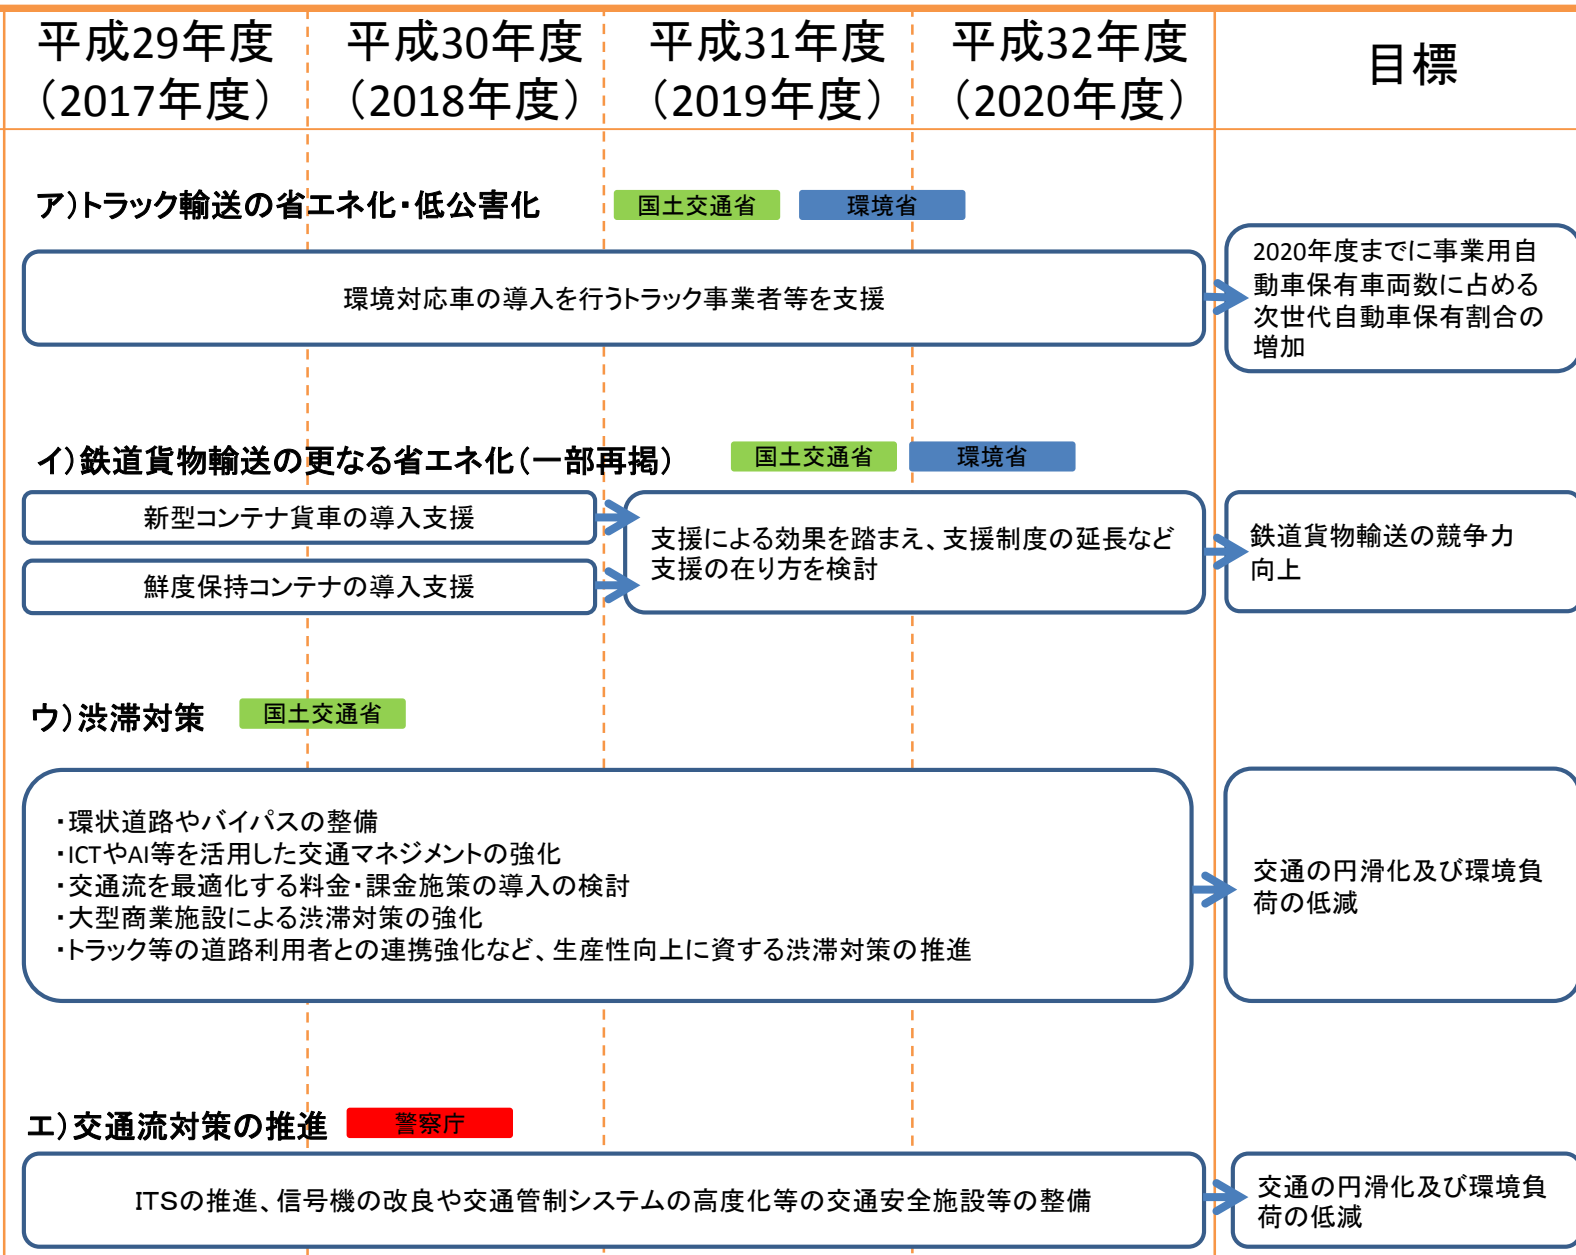 平成29年度
（2017年度）
平成30年度
（2018年度）
平成31年度
（2019年度）
平成32年度
（2020年度）
目標
ア）トラック輸送の省エネ化・低公害化
国土交通省
環境省
環境対応車の導入を行うトラック事業者等を支援
2020年度までに事業用自
動車保有車両数に占める
次世代自動車保有割合の
増加
イ）鉄道貨物輸送の更なる省エネ化（一部再掲）
国土交通省
環境省
新型コンテナ貨車の導入支援
鮮度保持コンテナの導入支援
支援による効果を踏まえ、支援制度の延長など
支援の在り方を検討
鉄道貨物輸送の競争力
向上
ウ）渋滞対策
国土交通省
・環状道路やバイパスの整備
・ICTやAI等を活用した交通マネジメントの強化
・交通流を最適化する料金・課金施策の導入の検討
・大型商業施設による渋滞対策の強化
・トラック等の道路利用者との連携強化など、生産性向上に資する渋滞対策の推進
交通の円滑化及び環境負
荷の低減
エ）交通流対策の推進
警察庁
ITSの推進、信号機の改良や交通管制システムの高度化等の交通安全施設等の整備
交通の円滑化及び環境負
荷の低減